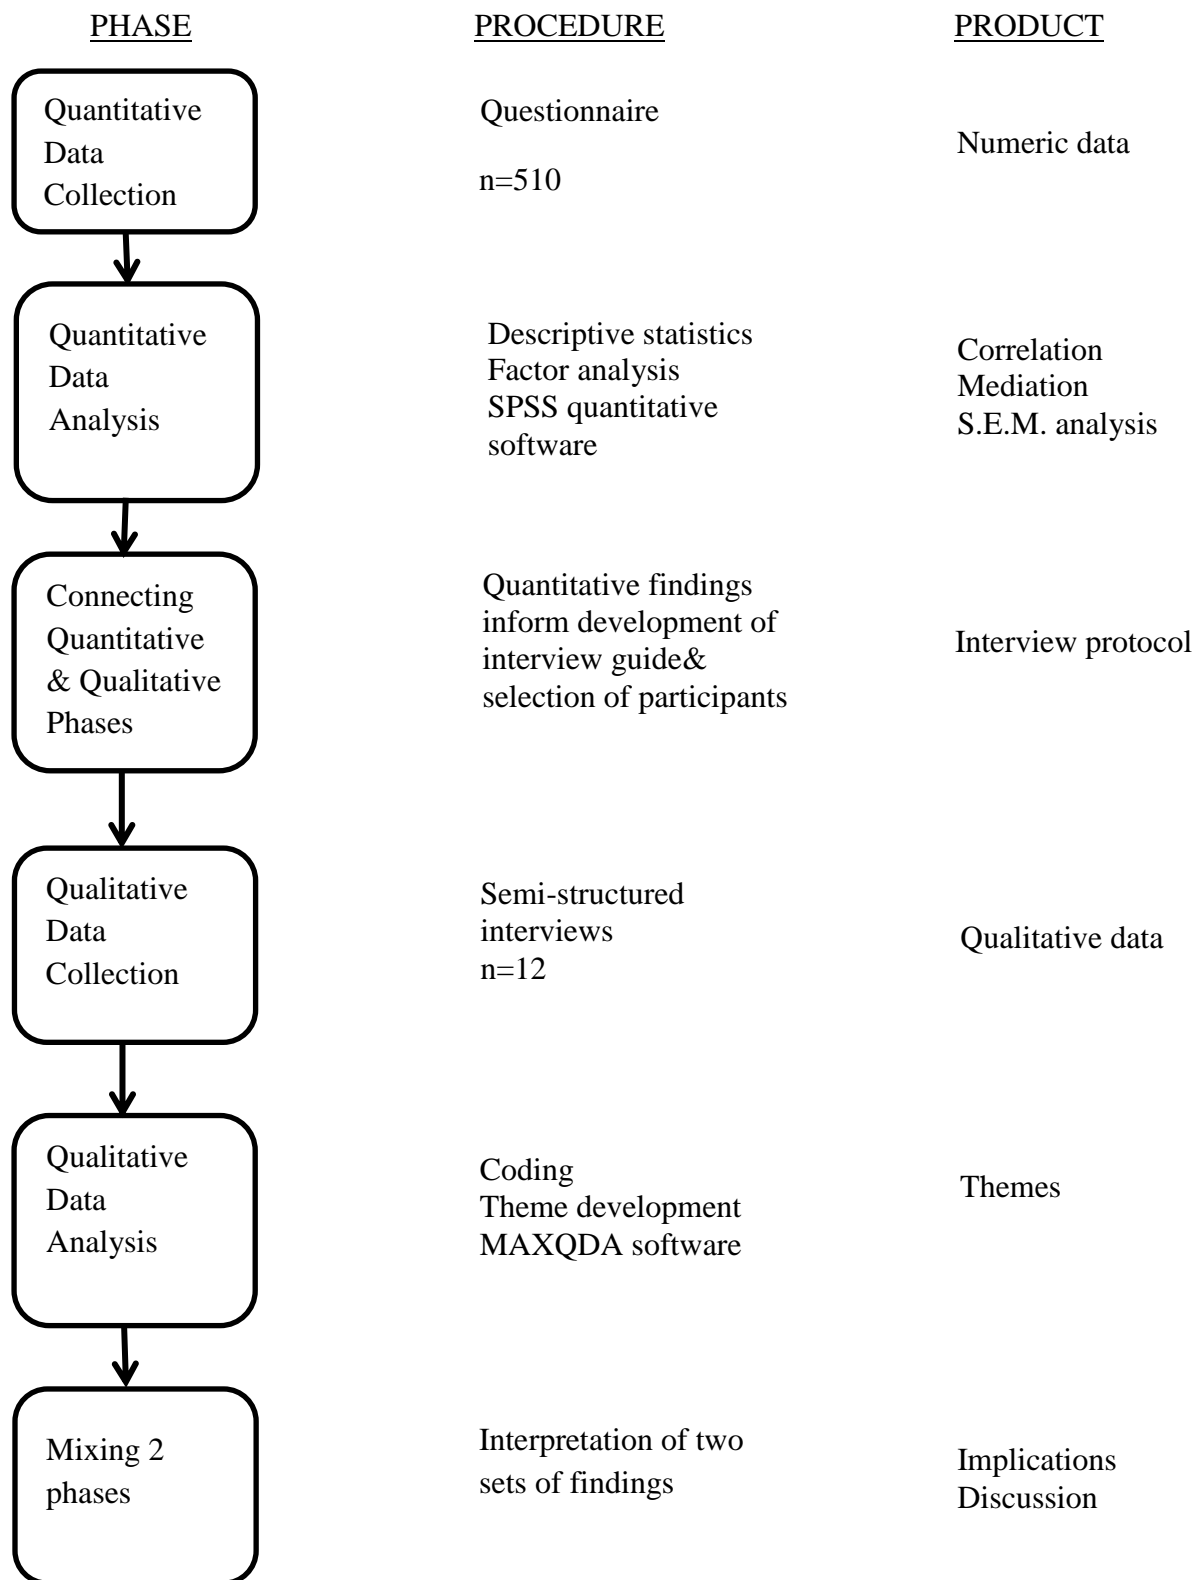 PHASE PROCEDURE PRODUCT
Quantitative
Data
Collection
Questionnaire
n=510
Numeric data
Quantitative
Data
Analysis
Descriptive statistics
Factor analysis
SPSS quantitative
software
Correlation
Mediation
S.E.M. analysis
Connecting
Quantitative
& Qualitative
Phases
Quantitative findings
inform development of
interview guide&
selection of participants
Interview protocol
Qualitative
Data
Collection
Semi-structured
interviews
n=12
Qualitative data
Qualitative
Data
Analysis
Coding
Theme development
MAXQDA software
Themes
Mixing 2
phases
Interpretation of two
sets of findings
Implications
Discussion